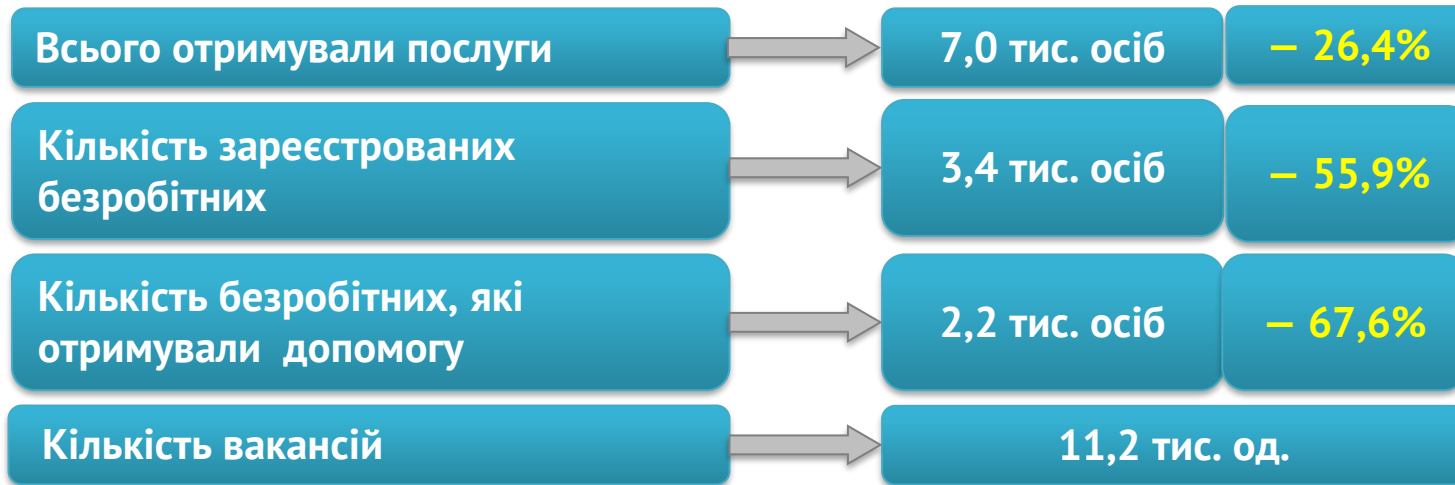 Всього отримували послуги
7,0 тис. осіб
– 26,4%
Кількість зареєстрованих
безробітних
3,4 тис. осіб
– 55,9%
Кількість безробітних, які
отримували допомогу
2,2 тис. осіб
– 67,6%
Кількість вакансій
11,2 тис. од.